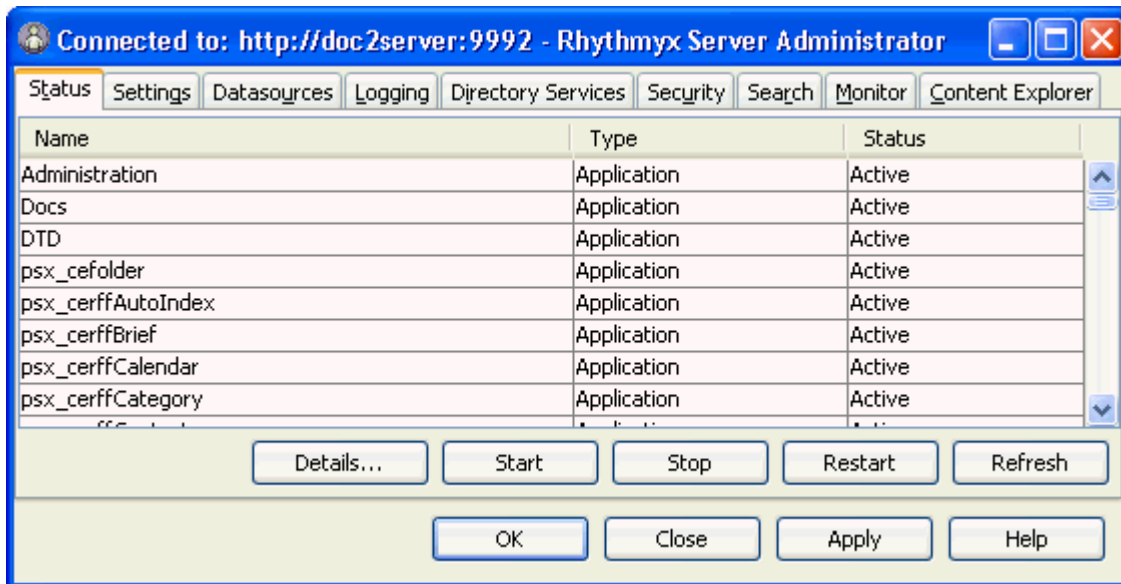 Connected to: http://doc2server:9992 - Rhythmyx Server Administrator
Status Settings Datasources Logging Directory Services Security Search Monitor Content Explorer
Name Type Status
Administration Application Active
Docs Application Active
DTD Application Active
psx_cefolder Application Active
psx_cerffAutoIndex Application Active
psx_cerffBrief Application Active
psx_cerffCalendar Application Active
psx_cerffCategory Application Active
Details... Start Stop Restart Refresh
OK Close Apply Help